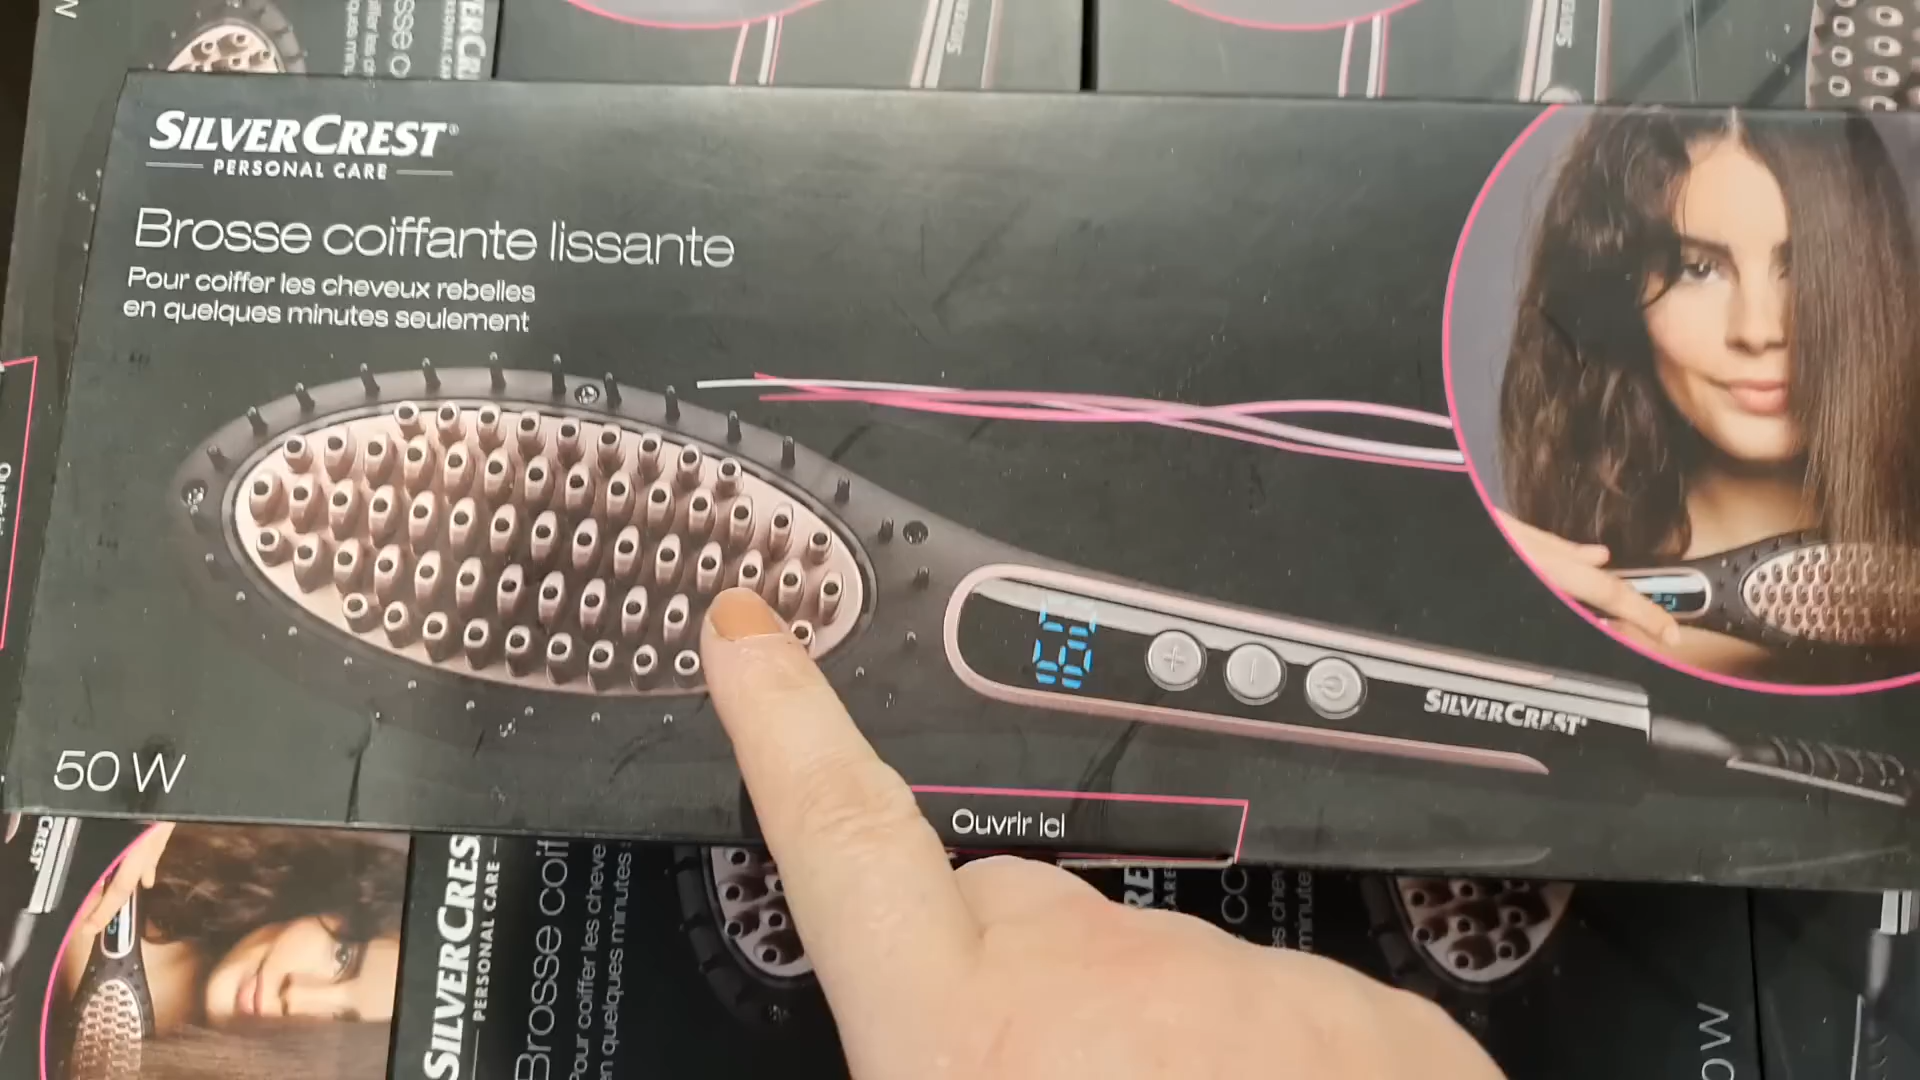 SILVERCREST®
PERSONAL CARE
Brosse coiffante lissante
Pour coiffer les cheveux rebelles
en quelques minutes seulement
SILVERCREST®
50 W
Ouvrir ici
SILVERCREST
PERSONAL CARE
Brosse coif
Pour coiffer les cheve
en quelques minutes